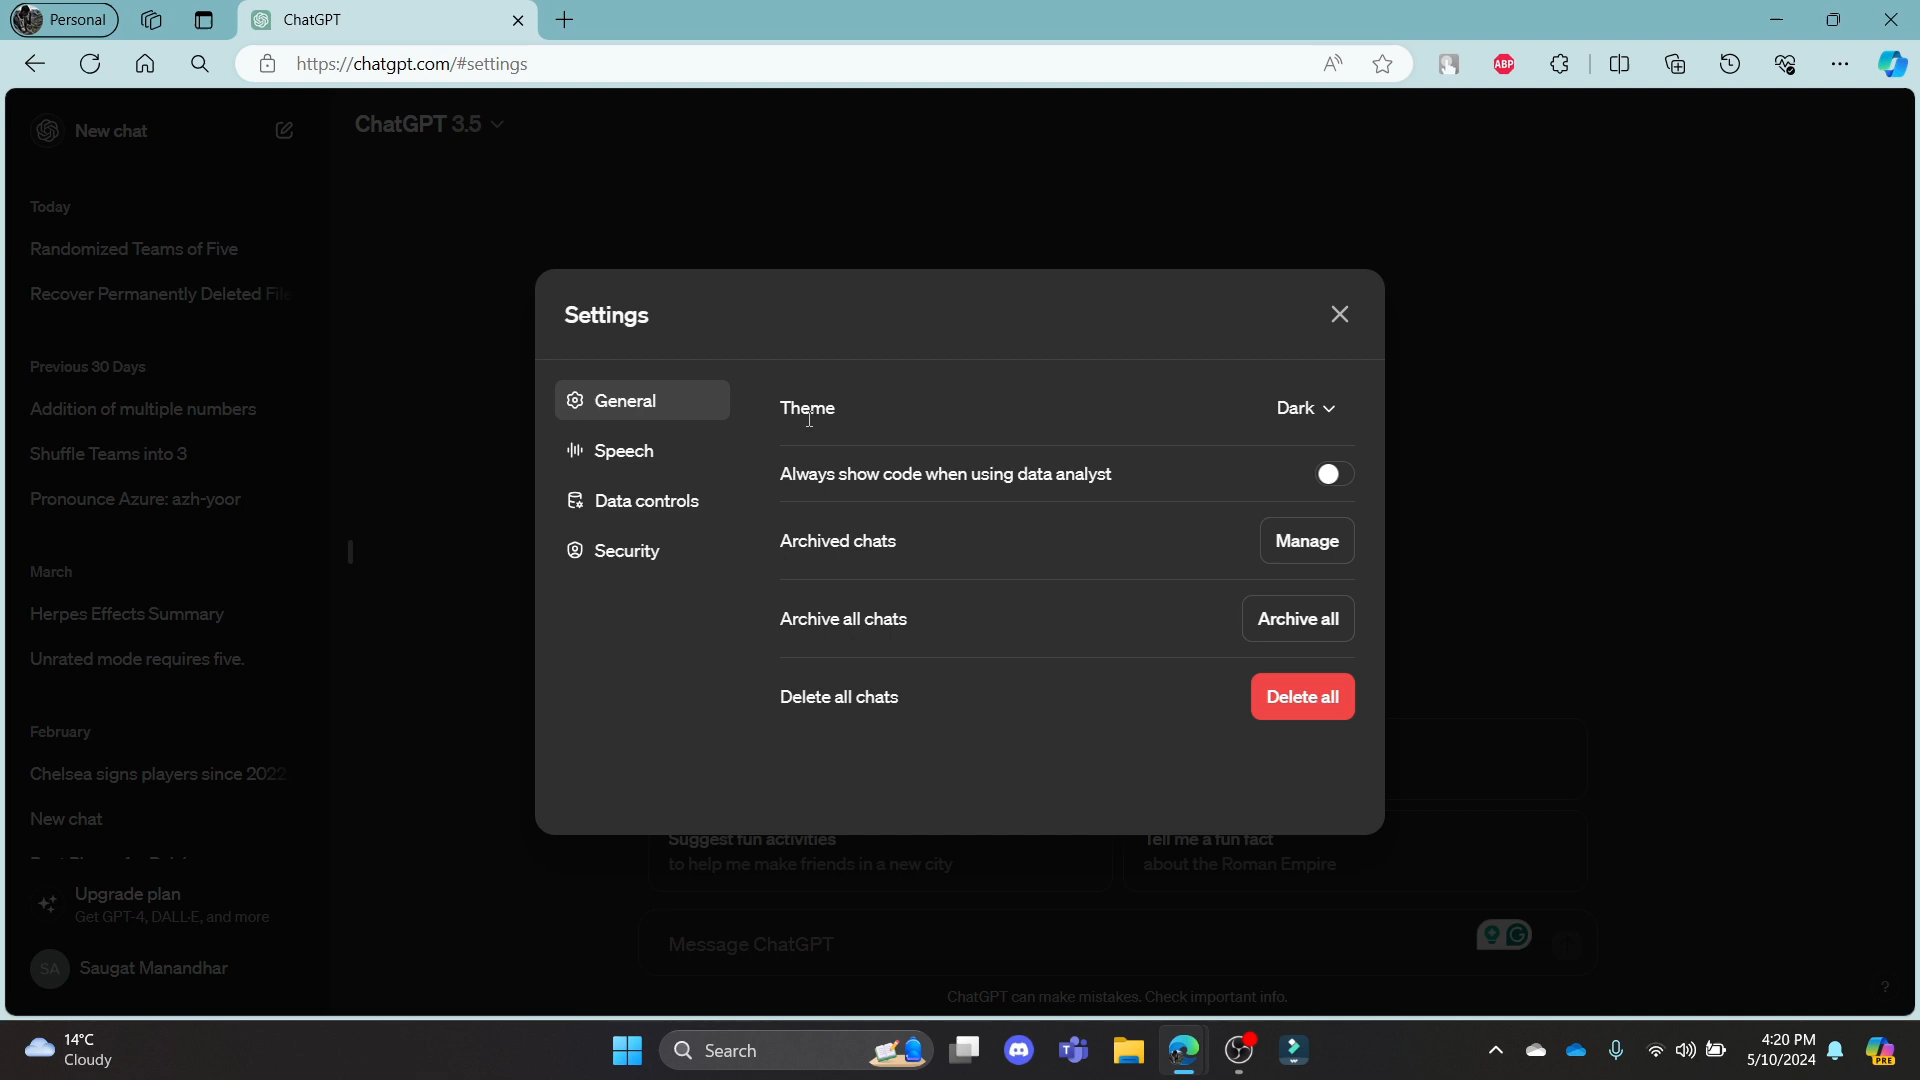 Personal
ChatGPT
https://chatgpt.com/#settings
ABP
New chat
ChatGPT 3.5
Today
Randomized Teams of Five
Recover Permanently Deleted File
Previous 30 Days
Addition of multiple numbers
Shuffle Teams into 3
Pronounce Azure: azh-yoor
March
Herpes Effects Summary
Unrated mode requires five.
February
Chelsea signs players since 2022
New chat
Upgrade plan
Get GPT-4, DALL·E, and more
SA Saugat Manandhar
Settings
General
Speech
Data controls
Security
Theme Dark
Always show code when using data analyst
Archived chats Manage
Archive all chats Archive all
Delete all chats Delete all
Suggest fun activities
to help me make friends in a new city
Tell me a fun fact
about the Roman Empire
Message ChatGPT
ChatGPT can make mistakes. Check important info.
?
14°C
Cloudy
Search
4:20 PM
5/10/2024
PRE